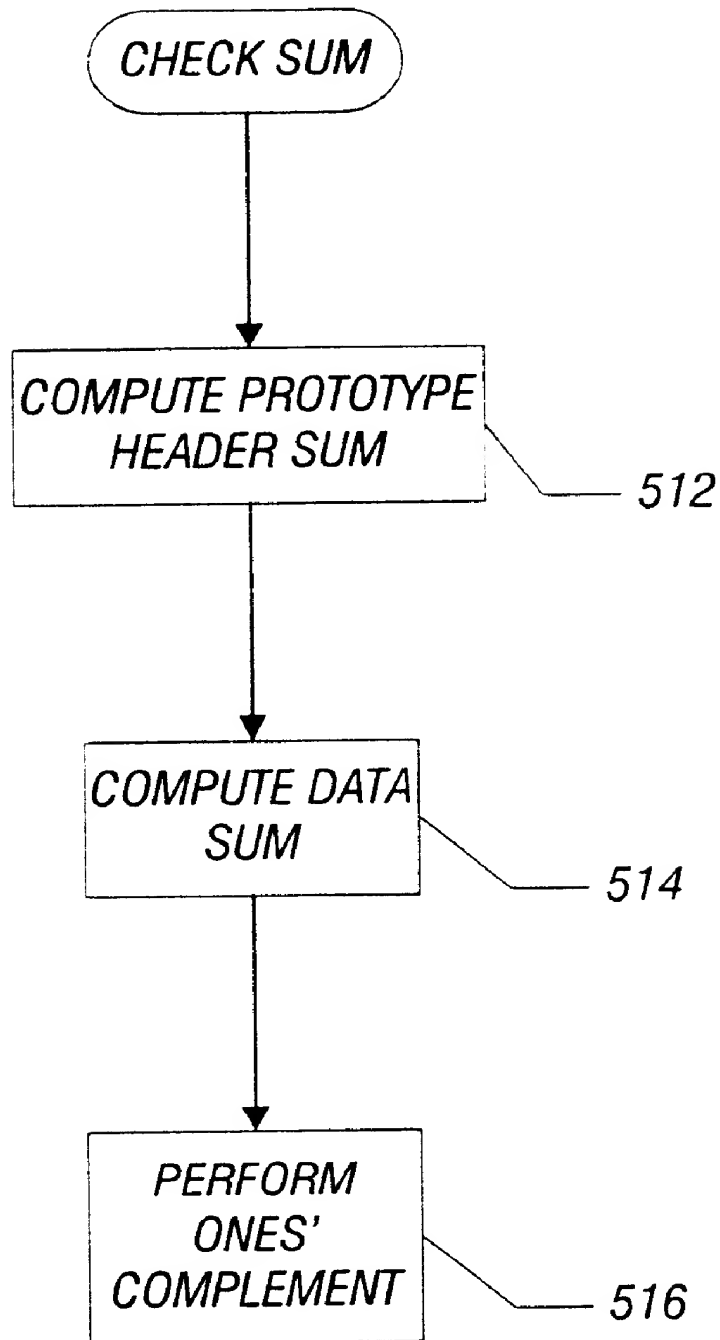 CHECK SUM
COMPUTE PROTOTYPE
HEADER SUM
512
COMPUTE DATA
SUM
514
PERFORM
ONES'
COMPLEMENT
516